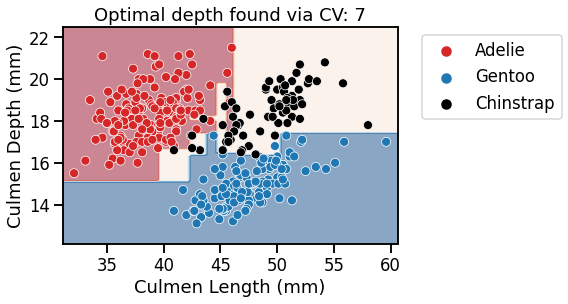 Optimal depth found via CV: 7
22
20
18
16
14
Culmen Depth (mm)
35 40 45 50 55 60
Culmen Length (mm)
Adelie
Gentoo
Chinstrap